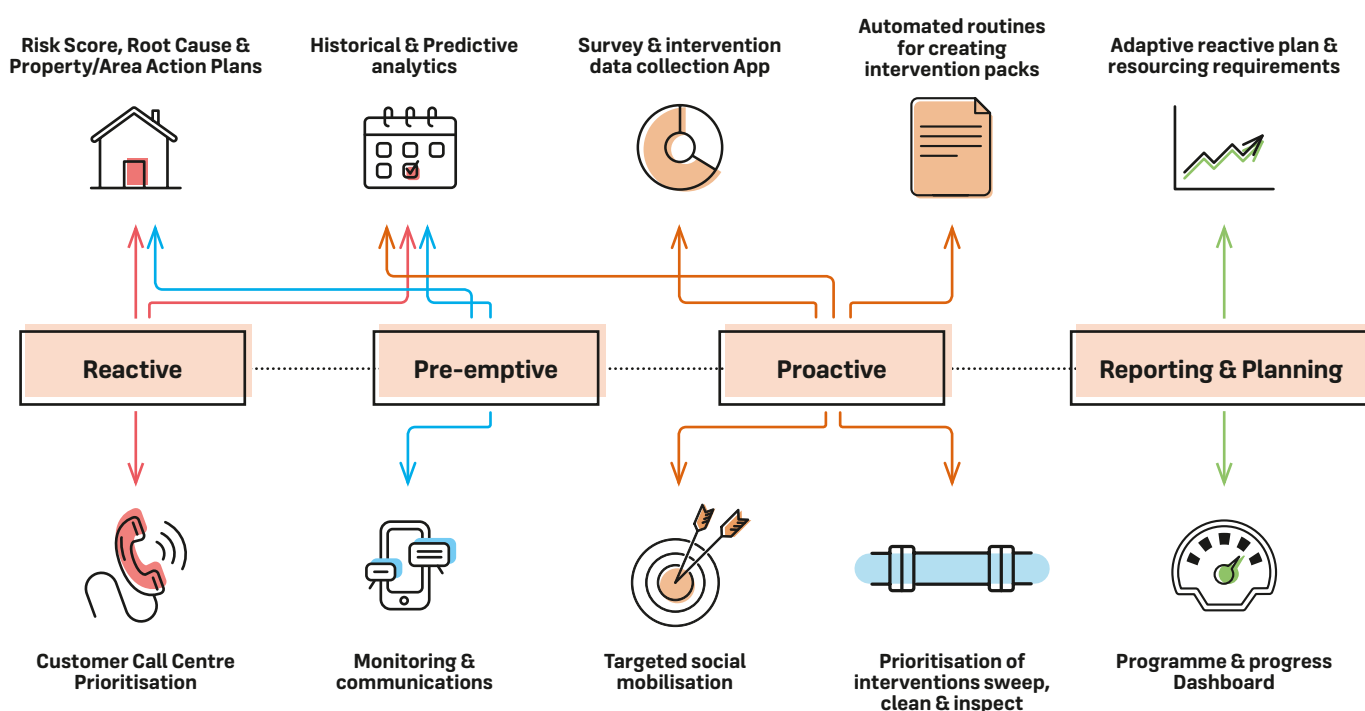 Risk Score, Root Cause &
Property/Area Action Plans
Historical & Predictive
analytics
Survey & intervention
data collection App
Automated routines
for creating
intervention packs
Adaptive reactive plan &
resourcing requirements
Reactive
Pre-emptive
Proactive
Reporting & Planning
Customer Call Centre
Prioritisation
Monitoring &
communications
Targeted social
mobilisation
Prioritisation of
interventions sweep,
clean & inspect
Programme & progress
Dashboard